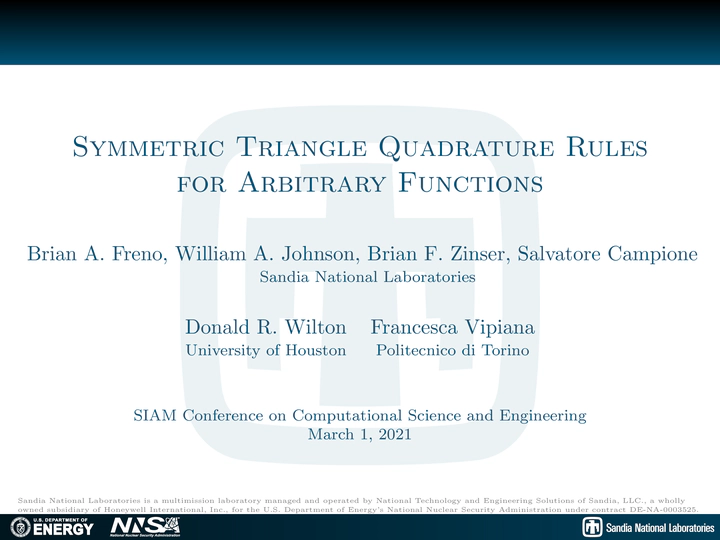 Symmetric Triangle Quadrature Rules
for Arbitrary Functions
Brian A. Freno, William A. Johnson, Brian F. Zinser, Salvatore Campione
Sandia National Laboratories
Donald R. Wilton Francesca Vipiana
University of Houston Politecnico di Torino
SIAM Conference on Computational Science and Engineering
March 1, 2021
Sandia National Laboratories is a multimission laboratory managed and operated by National Technology and Engineering Solutions of Sandia, LLC., a wholly
owned subsidiary of Honeywell International, Inc., for the U.S. Department of Energy's National Nuclear Security Administration under contract DE-NA-0003525.
U.S. DEPARTMENT OF
ENERGY
NNSA
National Nuclear Security Administration
Sandia National Laboratories